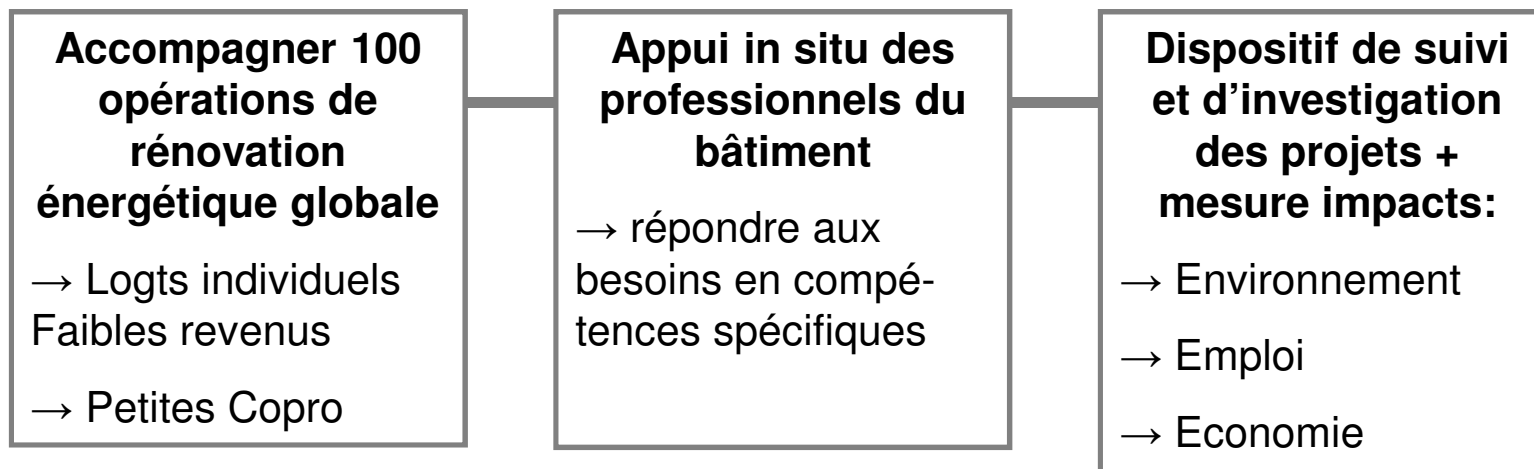 Accompagner 100
opérations de
rénovation
énergétique globale
→ Logts individuels
Faibles revenus
→ Petites Copro
Appui in situ des
professionnels du
bâtiment
→ répondre aux
besoins en compé-
tences spécifiques
Dispositif de suivi
et d’investigation
des projets +
mesure impacts:
→ Environnement
→ Emploi
→ Economie